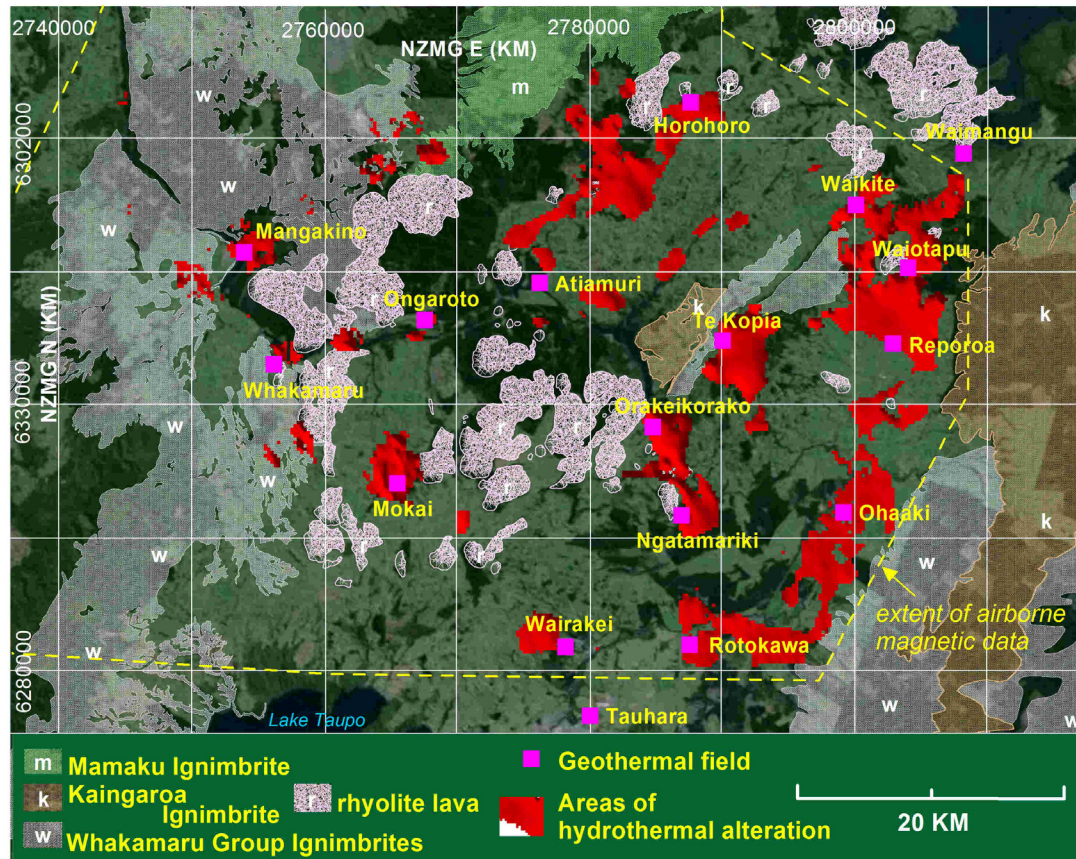 2740000
2760000
2780000
2800000
NZMG E (KM)
m
r
r
r
r
Horohoro
Waimangu
6302000
w
r
w
w
r
Waikite
Mangakino
Waiotapu
k
Ongaroto
r
Atiamuri
k
Te Kopia
NZMG N (KM)
Reporoa
Whakamaru
r
6330000
Orakeikorako
w
r
r
w
r
Mokai
Ohaaki
k
Ngatamariki
w
r
r
w
extent of airborne
magnetic data
Wairakei
Rotokawa
w
6280000
Lake Taupo
Tauhara
w
w
m Mamaku Ignimbrite
k Kaingaroa
Ignimbrite
r rhyolite lava
w Whakamaru Group Ignimbrites
Geothermal field
Areas of
hydrothermal alteration
20 KM